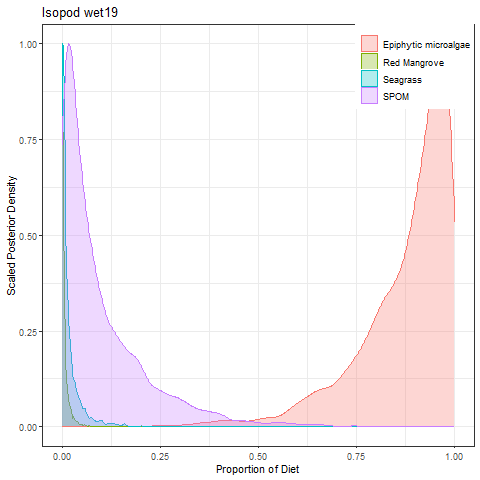 Isopod wet19
Epiphytic microalgae
Red Mangrove
Seagrass
SPOM
1.00
0.75
0.50
0.25
0.00
Scaled Posterior Density
0.00
0.25
0.50
0.75
1.00
Proportion of Diet